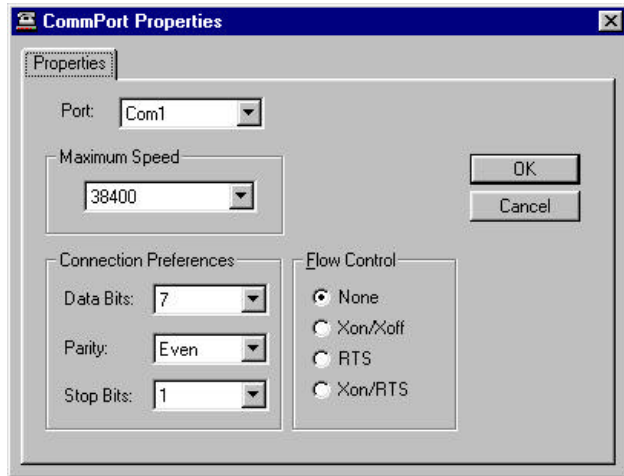 CommPort Properties
Properties
Port: Com1
Maximum Speed
38400
OK
Cancel
Connection Preferences
Data Bits: 7
Parity: Even
Stop Bits: 1
Flow Control
None
Xon/Xoff
RTS
Xon/RTS